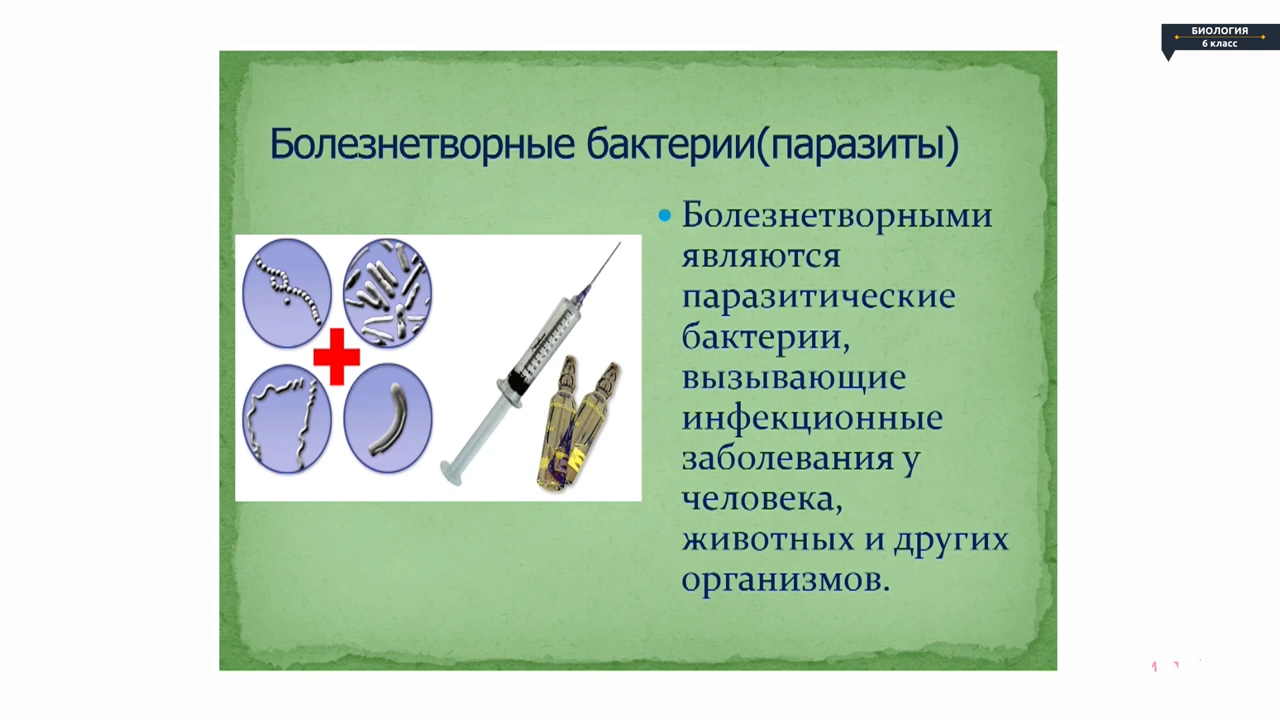 БИОЛОГИЯ
6 класс
Болезнетворные бактерии(паразиты)
Болезнетворными
являются
паразитические
бактерии,
вызывающие
инфекционные
заболевания у
человека,
животных и других
организмов.